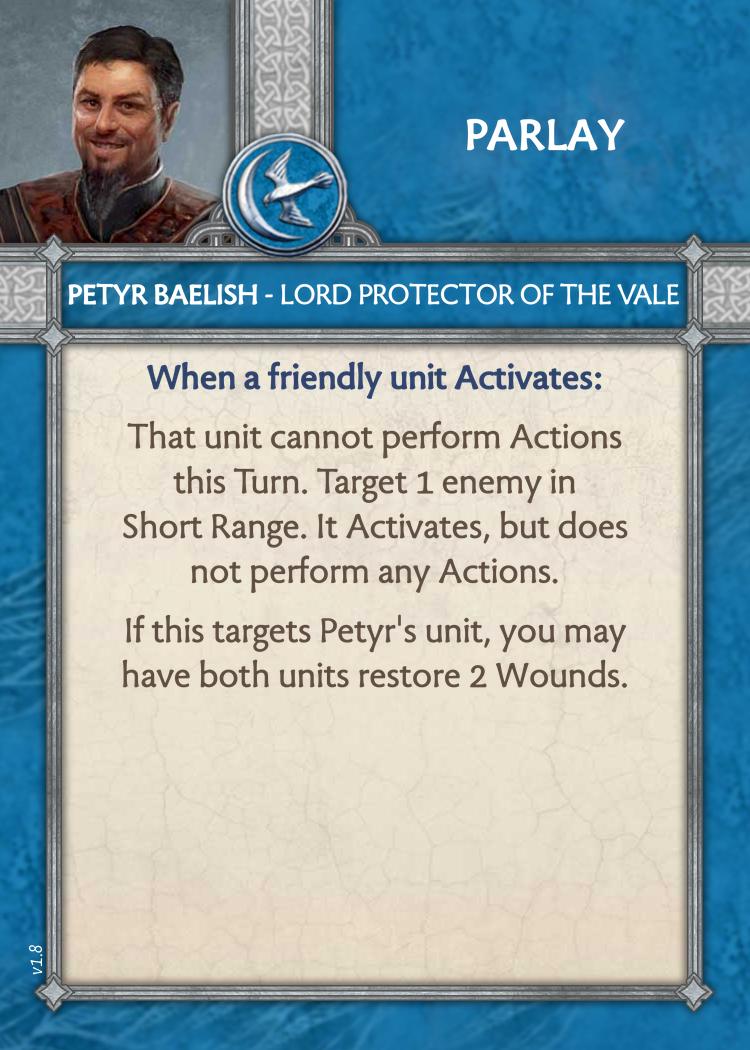 PARLAY
PETYR BAELISH - LORD PROTECTOR OF THE VALE
When a friendly unit Activates:
That unit cannot perform Actions
this Turn. Target 1 enemy in
Short Range. It Activates, but does
not perform any Actions.
If this targets Petyr's unit, you may
have both units restore 2 Wounds.
v1.8